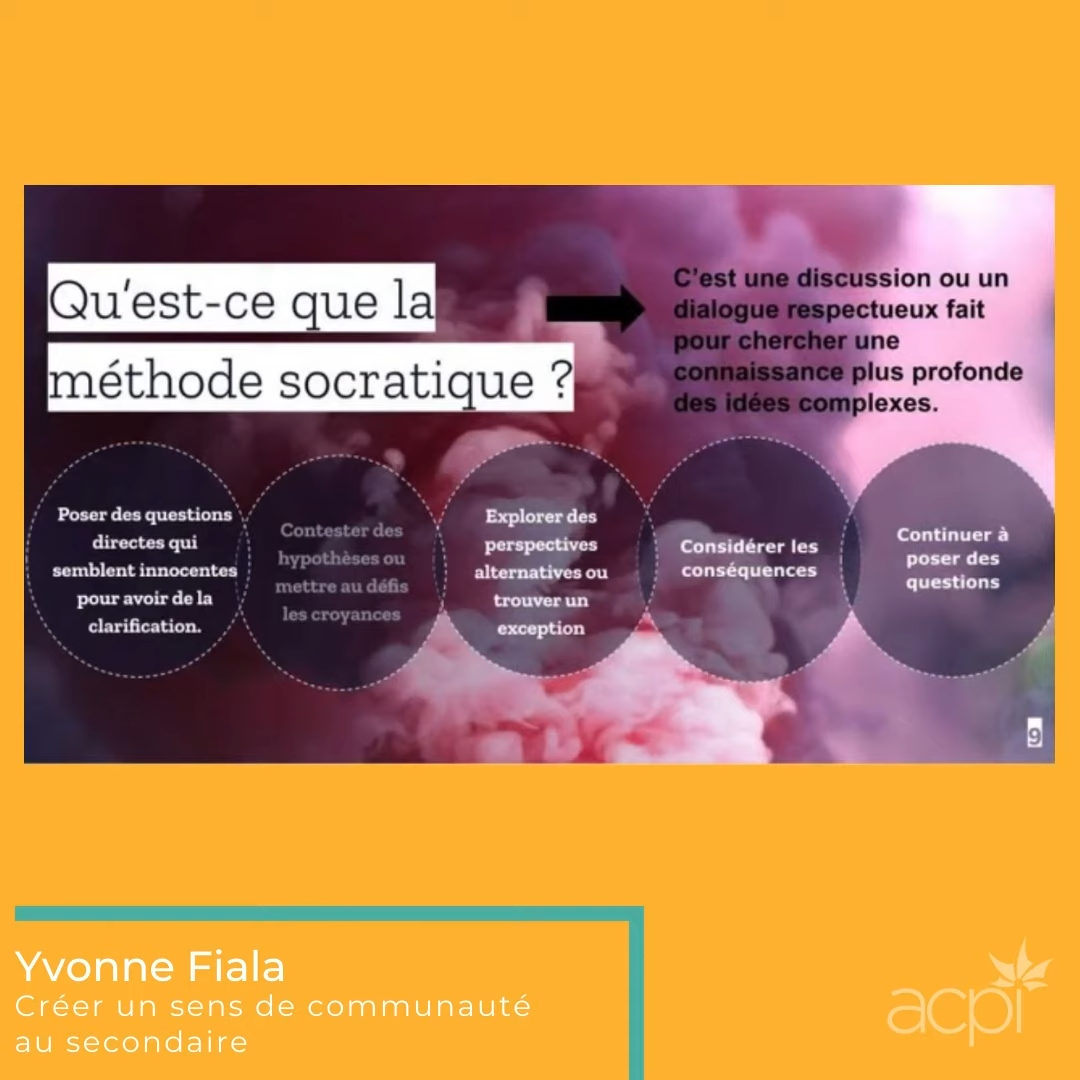 Qu'est-ce que la
méthode socratique ?
C'est une discussion ou un
dialogue respectueux fait
pour chercher une
connaissance plus profonde
des idées complexes.
Poser des questions
directes qui
semblent innocentes
pour avoir de la
clarification.
Contester des
hypothèses ou
mettre au défis
les croyances
Explorer des
perspectives
alternatives ou
trouver un
exception
Considérer les
conséquences
Continuer à
poser des
questions
9
Yvonne Fiala
Créer un sens de communauté
au secondaire
acpi